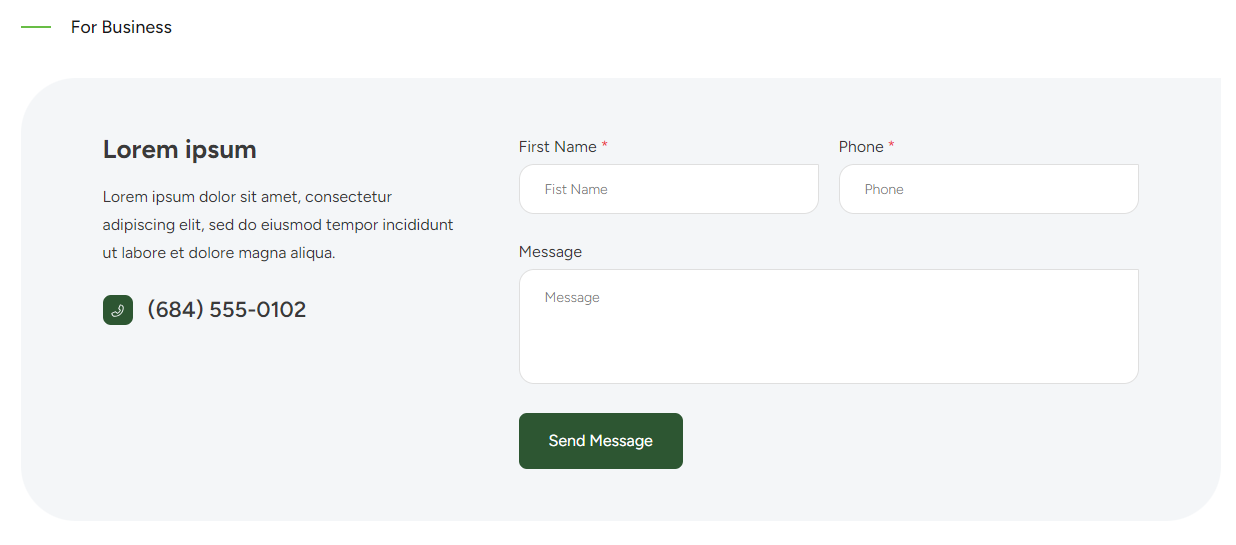 For Business
Lorem ipsum
Lorem ipsum dolor sit amet, consectetur
adipiscing elit, sed do eiusmod tempor incididunt
ut labore et dolore magna aliqua.
(684) 555-0102
First Name *
Fist Name
Phone *
Phone
Message
Message
Send Message